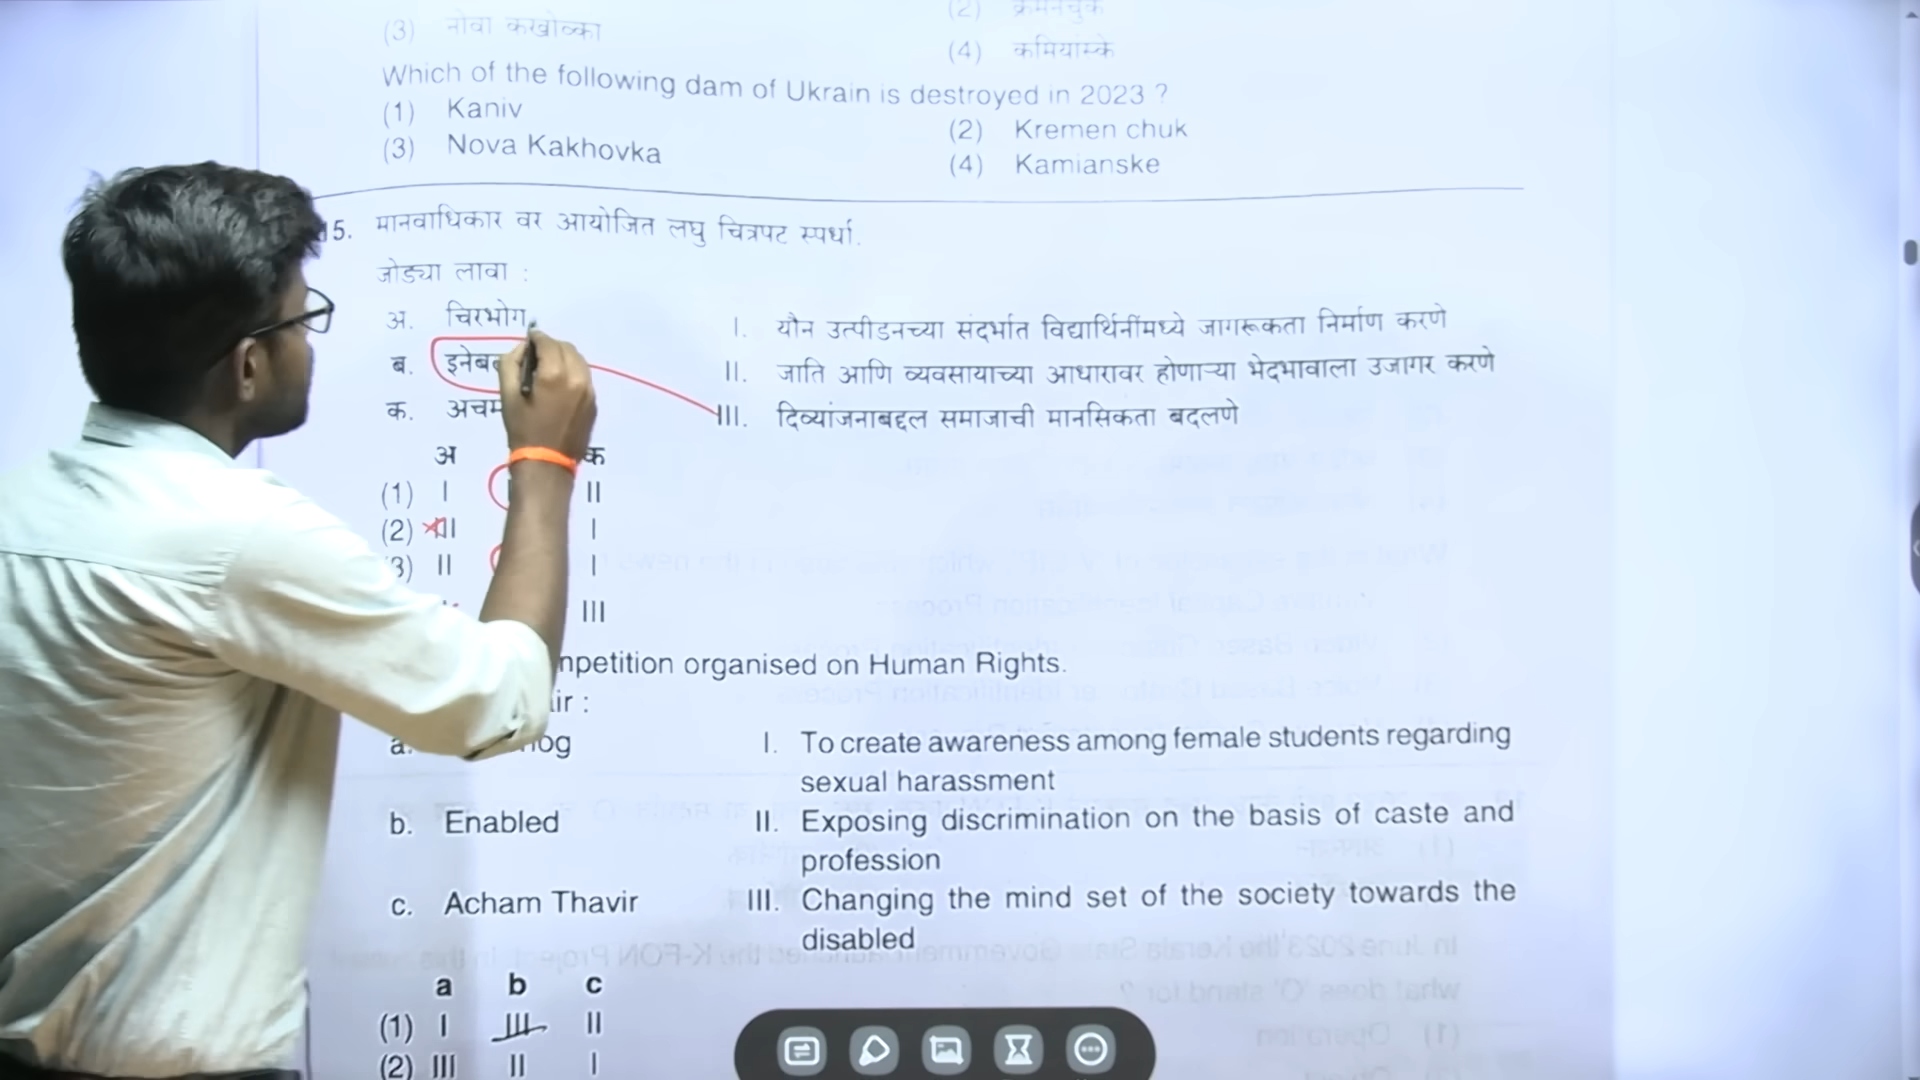 (3) नोवा कखोव्का
(2) क्रेमेनचुक
(4) कमियांस्के
Which of the following dam of Ukrain is destroyed in 2023 ?
(1) Kaniv
(2) Kremen chuk
(3) Nova Kakhovka
(4) Kamianske
15. मानवाधिकार वर आयोजित लघु चित्रपट स्पर्धा.
जोड्या लावा :
अ. चिरभोग
I. यौन उत्पीडनच्या संदर्भात विद्यार्थिनींमध्ये जागरूकता निर्माण करणे
ब.
II. जाति आणि व्यवसायाच्या आधारावर होणाऱ्या भेदभावाला उजागर करणे
क.
III. दिव्यांजनाबद्दल समाजाची मानसिकता बदलणे
अ क
(1) I II
(2) III I
3) II I
III
mpetition organised on Human Rights.
ir :
a.
I. To create awareness among female students regarding
sexual harassment
b. Enabled
II. Exposing discrimination on the basis of caste and
profession
c. Acham Thavir
III. Changing the mind set of the society towards the
disabled
a b c
(1) I III II
(2) III II I